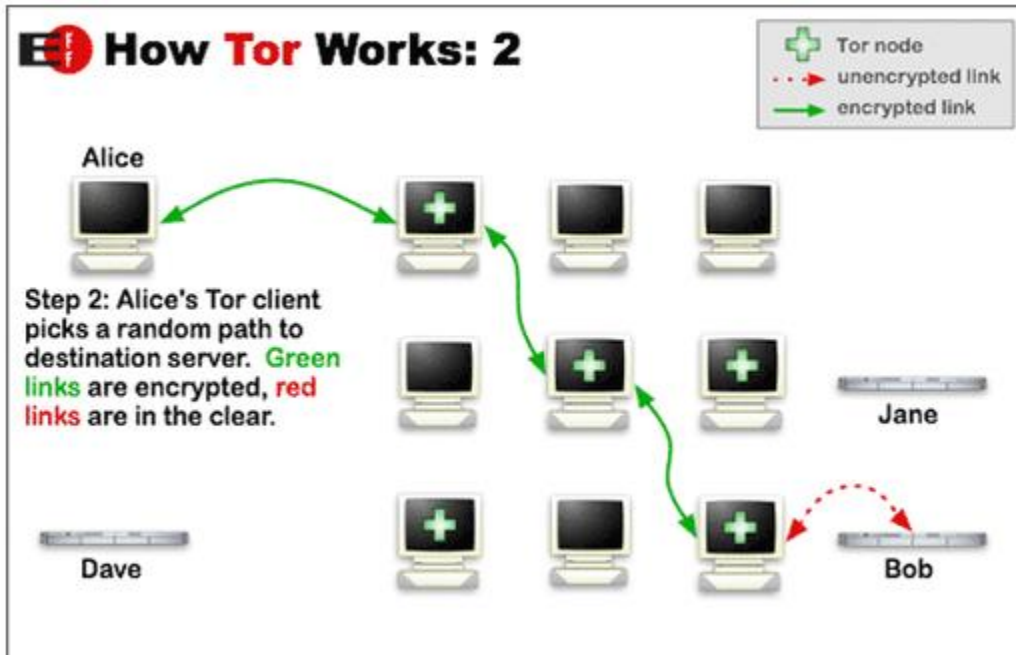 EFF How Tor Works: 2
Tor node
unencrypted link
encrypted link
Alice
Step 2: Alice's Tor client
picks a random path to
destination server. Green
links are encrypted, red
links are in the clear.
Jane
Dave
Bob